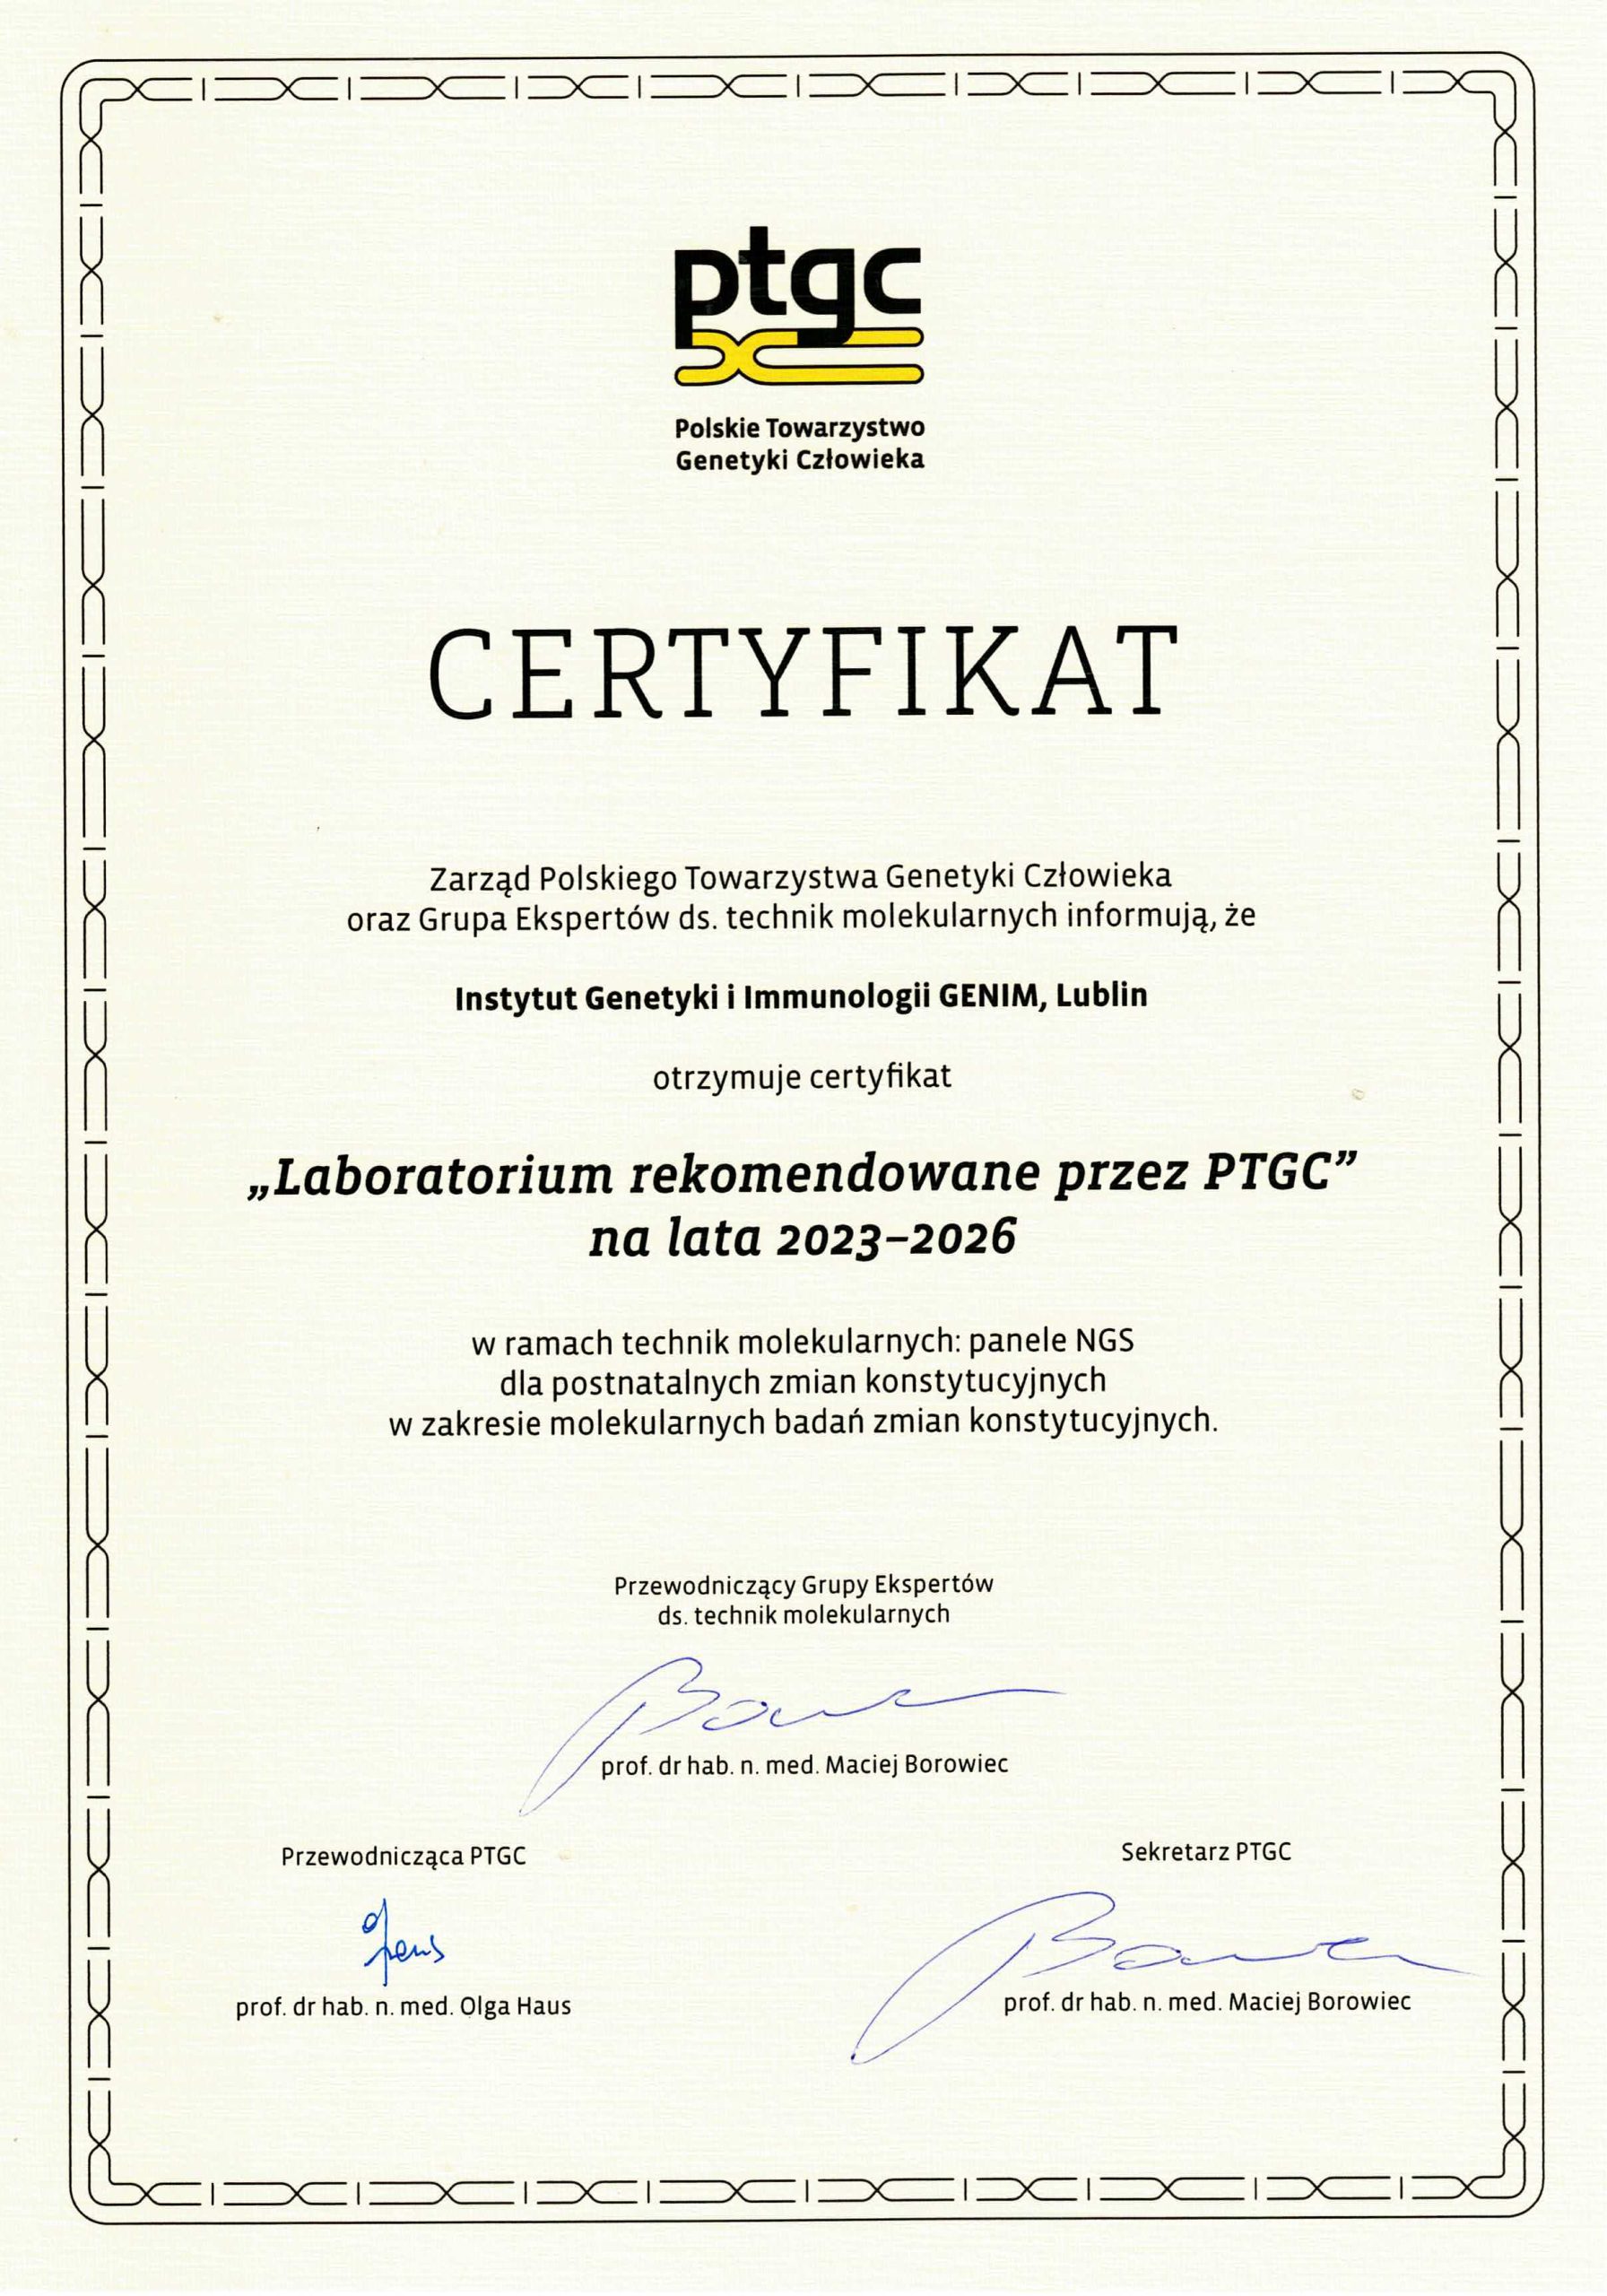 ptgc
Polskie Towarzystwo
Genetyki Człowieka
CERTYFIKAT
Zarząd Polskiego Towarzystwa Genetyki Człowieka
oraz Grupa Ekspertów ds. technik molekularnych informują, że
Instytut Genetyki i Immunologii GENIM, Lublin
otrzymuje certyfikat
„Laboratorium rekomendowane przez PTGC”
na lata 2023–2026
w ramach technik molekularnych: panele NGS
dla postnatalnych zmian konstytucyjnych
w zakresie molekularnych badań zmian konstytucyjnych.
Przewodniczący Grupy Ekspertów
ds. technik molekularnych
prof. dr hab. n. med. Maciej Borowiec
Przewodnicząca PTGC
prof. dr hab. n. med. Olga Haus
Sekretarz PTGC
prof. dr hab. n. med. Maciej Borowiec